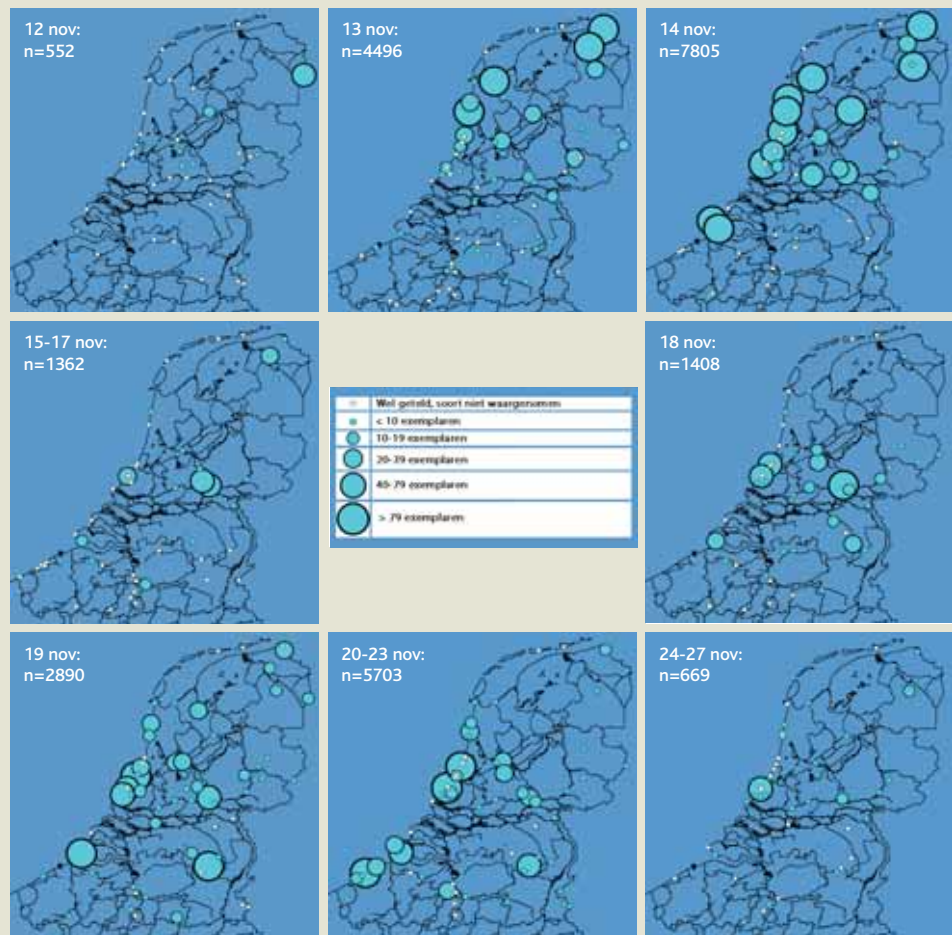 12 nov:
n=552
13 nov:
n=4496
14 nov:
n=7805
15-17 nov:
n=1362
Wel geteld, soort niet waargenomen
< 10 exemplaren
10-19 exemplaren
20-39 exemplaren
40-79 exemplaren
> 79 exemplaren
18 nov:
n=1408
19 nov:
n=2890
20-23 nov:
n=5703
24-27 nov:
n=669